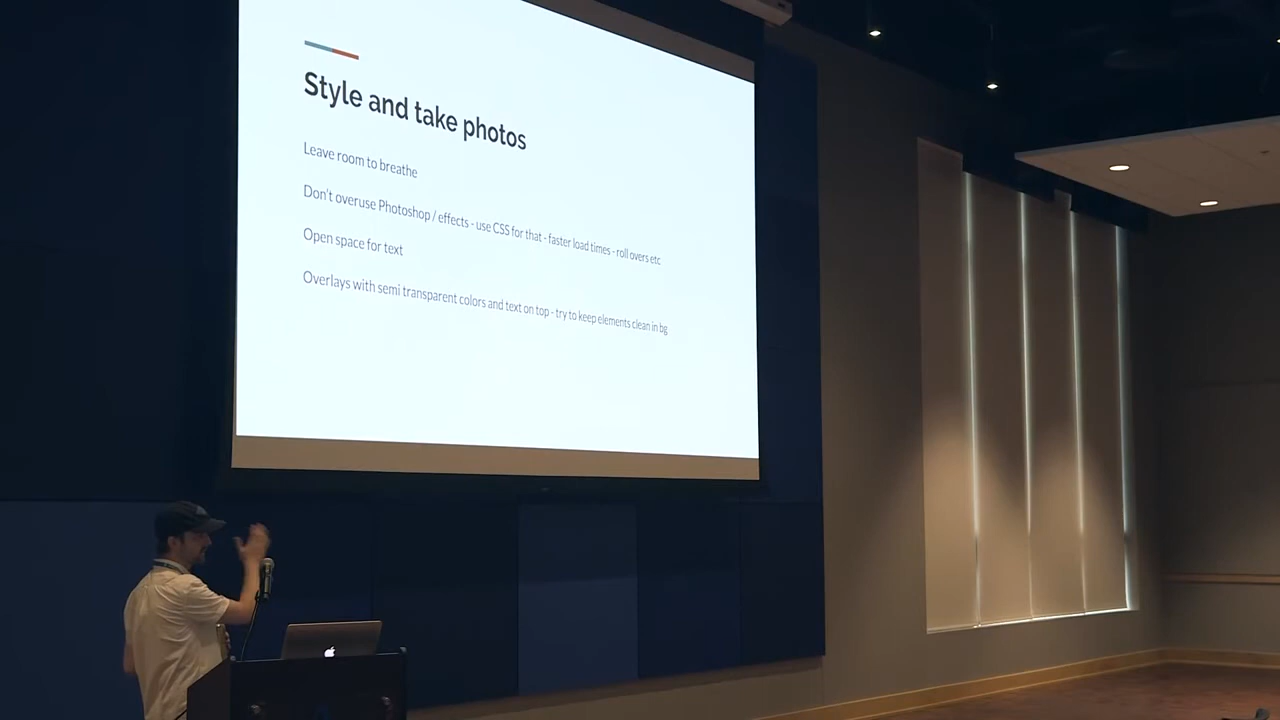 Style and take photos
Leave room to breathe
Don't overuse Photoshop / effects - use CSS for that - faster load times - roll overs etc
Open space for text
Overlays with semi transparent colors and text on top - try to keep elements clean in bg